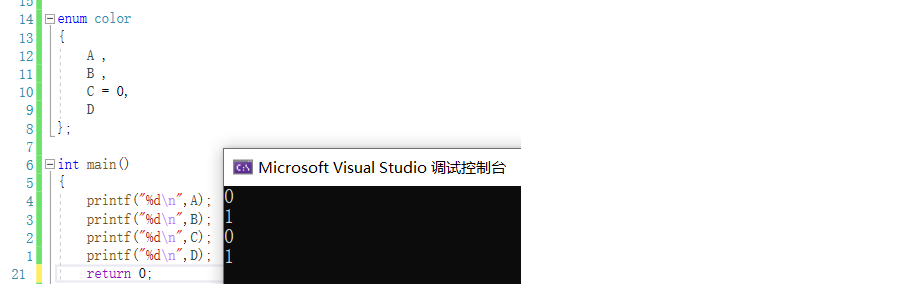 15
14 enum color
13 {
12 A ,
11 B ,
10 C = 0,
9 D
8 };
7
6 int main()
5 {
4 printf("%d\n",A);
3 printf("%d\n",B);
2 printf("%d\n",C);
1 printf("%d\n",D);
21 return 0;
C:\ Microsoft Visual Studio 调试控制台
0
1
0
1